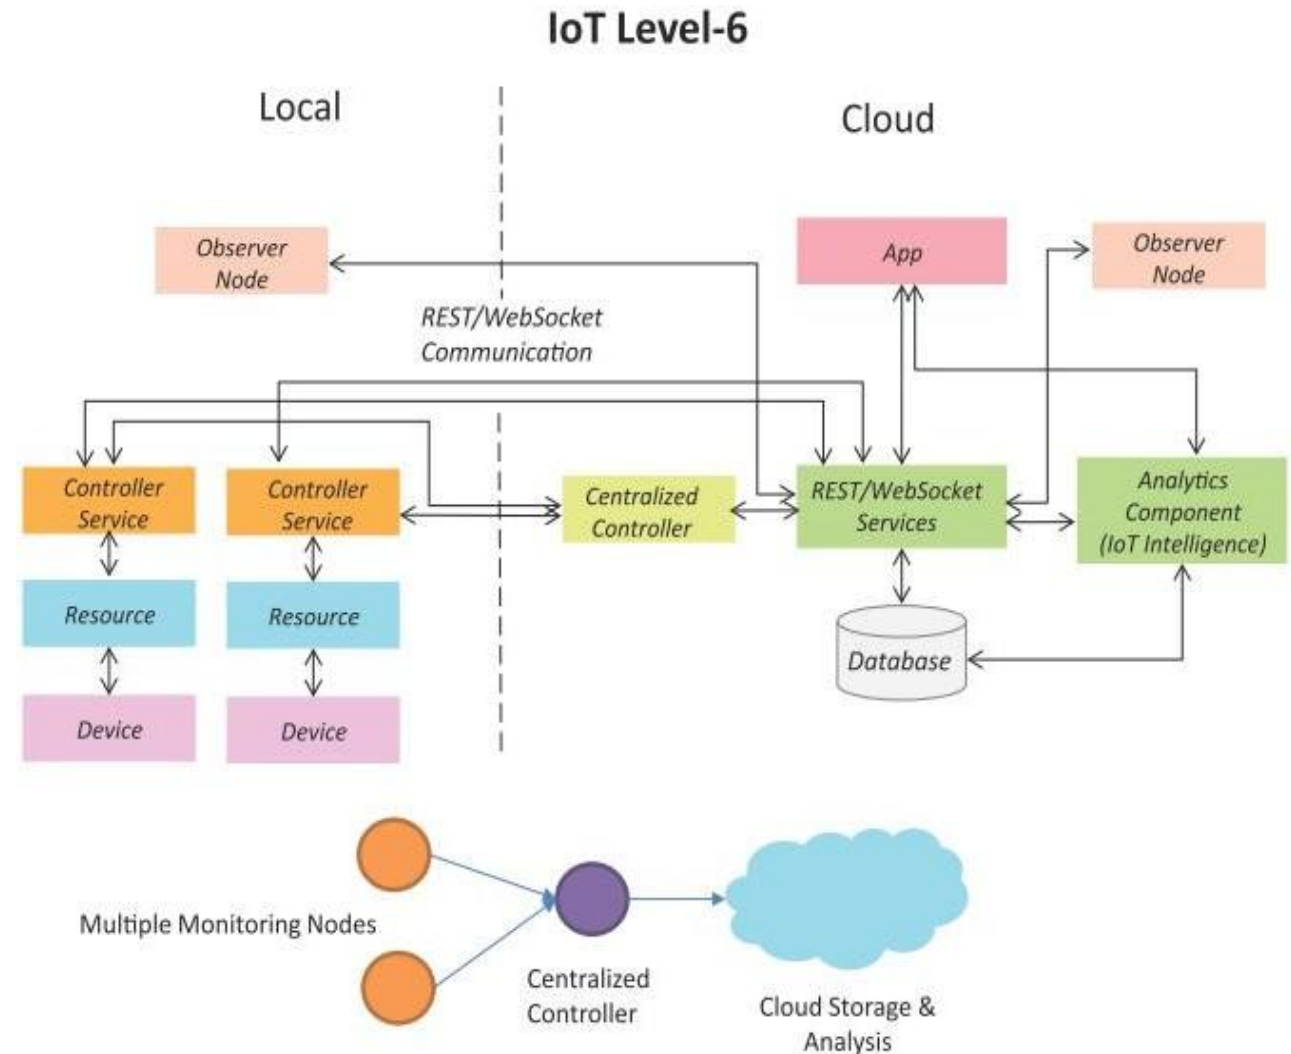 IoT Level-6
Local
Cloud
Observer
Node
App
Observer
Node
REST/WebSocket
Communication
Controller
Service
Controller
Service
Centralized
Controller
REST/WebSocket
Services
Analytics
Component
(IoT Intelligence)
Resource
Resource
Database
Device
Device
Multiple Monitoring Nodes
Centralized
Controller
Cloud Storage &
Analysis